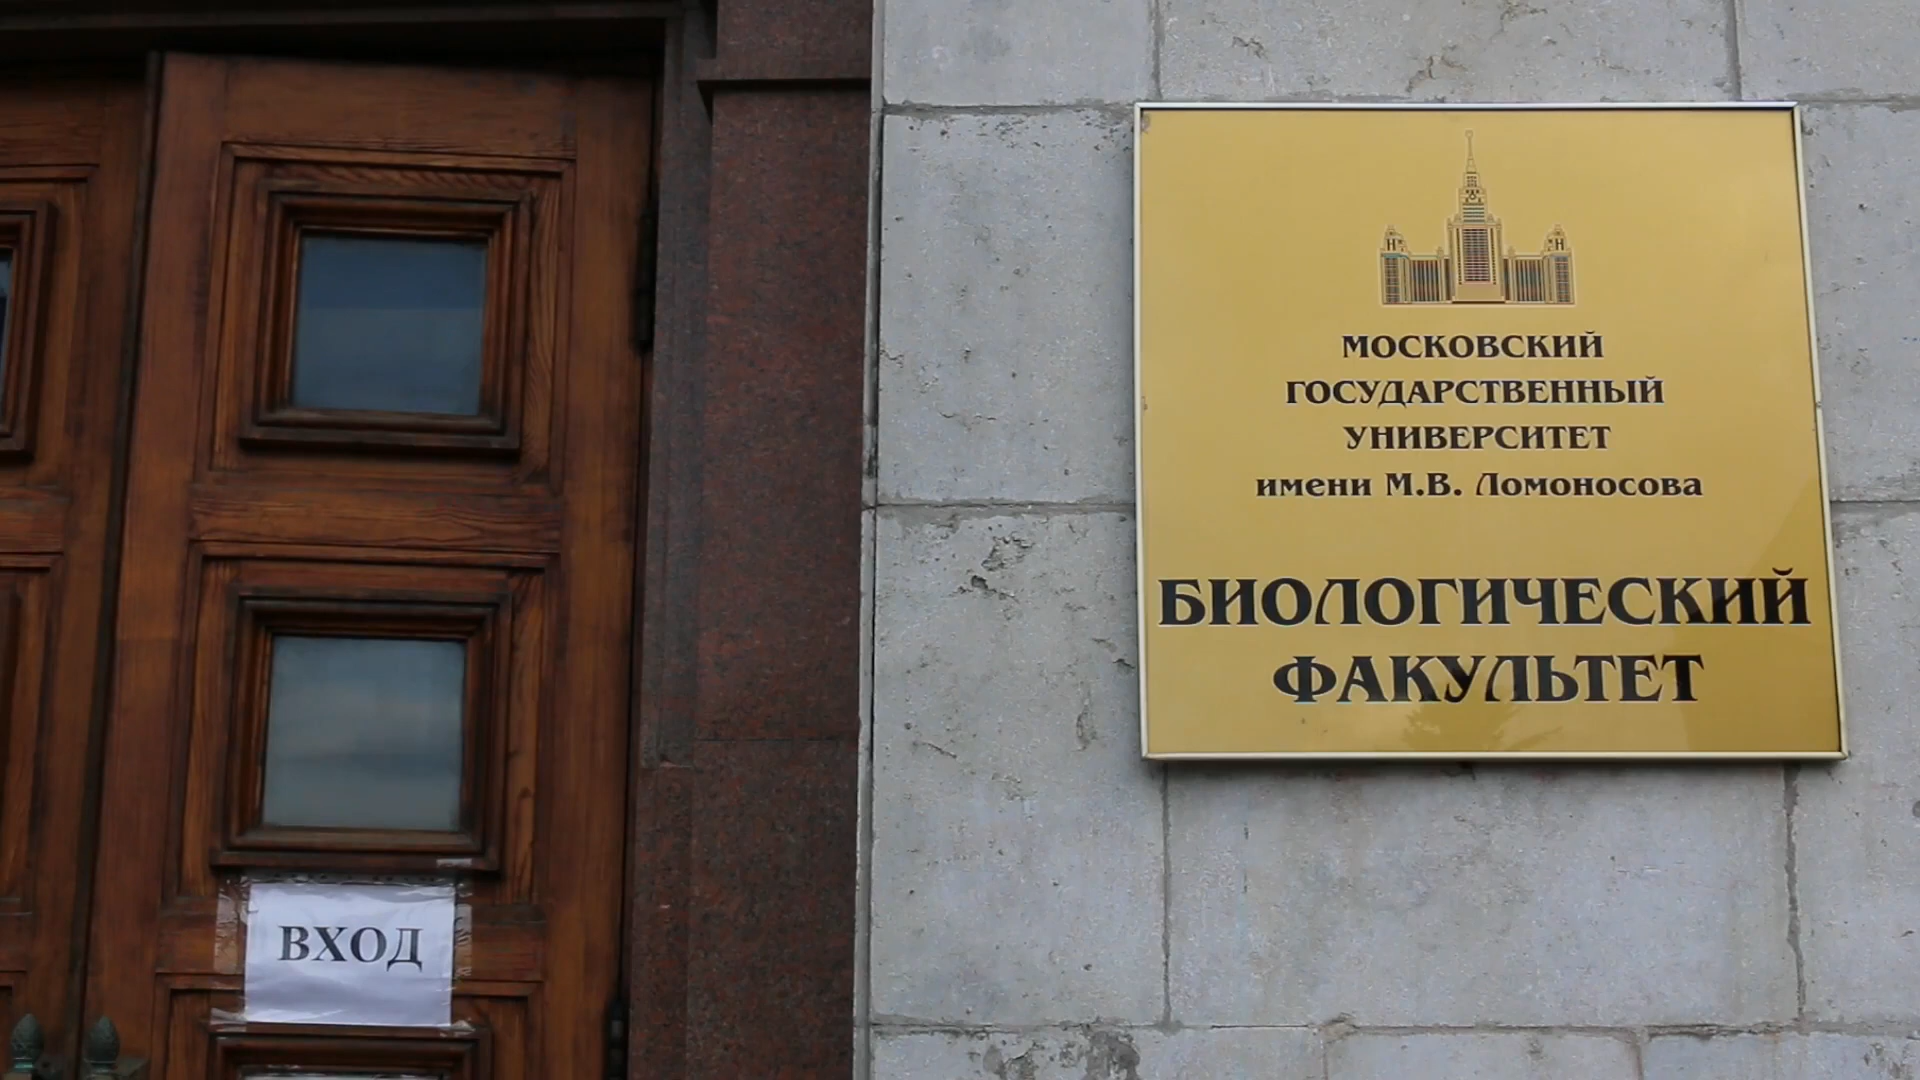 МОСКОВСКИЙ
ГОСУДАРСТВЕННЫЙ
УНИВЕРСИТЕТ
имени М.В. Ломоносова
БИОЛОГИЧЕСКИЙ
ФАКУЛЬТЕТ
ВХОД